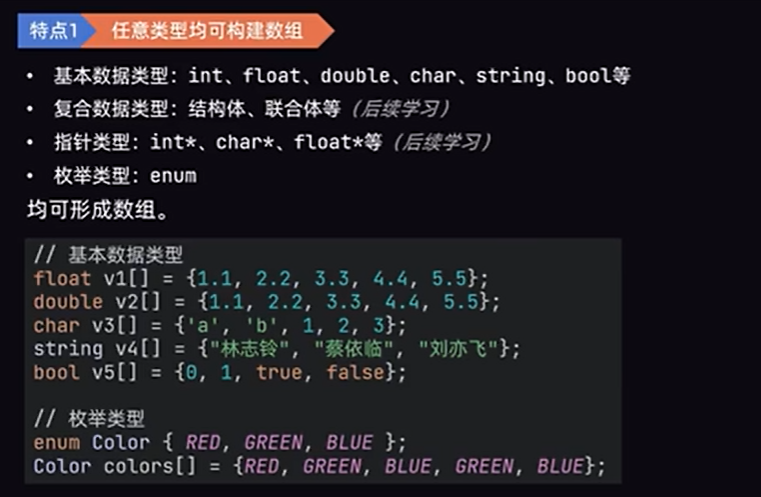 特点1 任意类型均可构建数组
• 基本数据类型：int、float、double、char、string、bool等
• 复合数据类型：结构体、联合体等（后续学习）
• 指针类型：int*、char*、float*等（后续学习）
• 枚举类型：enum
均可形成数组。
// 基本数据类型
float v1[] = {1.1, 2.2, 3.3, 4.4, 5.5};
double v2[] = {1.1, 2.2, 3.3, 4.4, 5.5};
char v3[] = {'a', 'b', 1, 2, 3};
string v4[] = {"林志铃", "蔡依临", "刘亦飞"};
bool v5[] = {0, 1, true, false};
// 枚举类型
enum Color { RED, GREEN, BLUE };
Color colors[] = {RED, GREEN, BLUE, GREEN, BLUE};